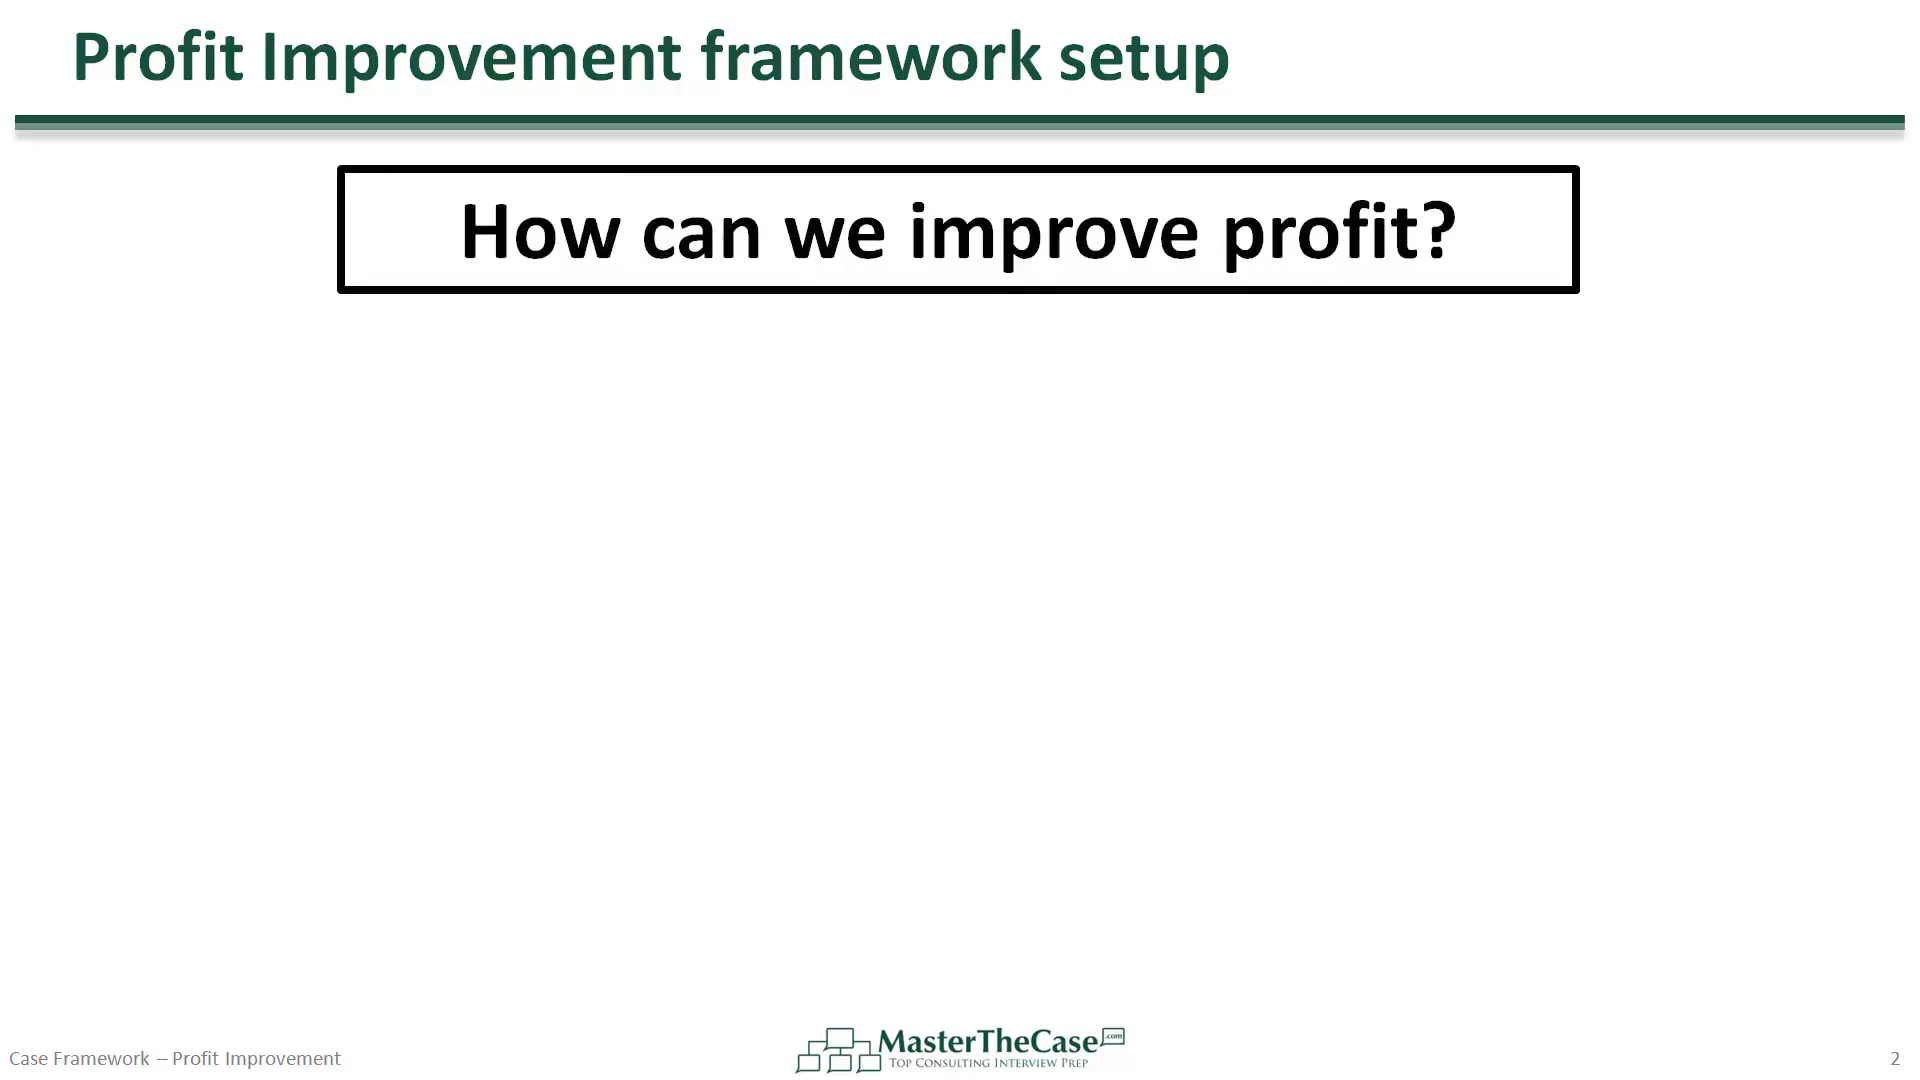 Profit Improvement framework setup
How can we improve profit?
MasterTheCase.com
Top Consulting Interview Prep
Case Framework – Profit Improvement
2